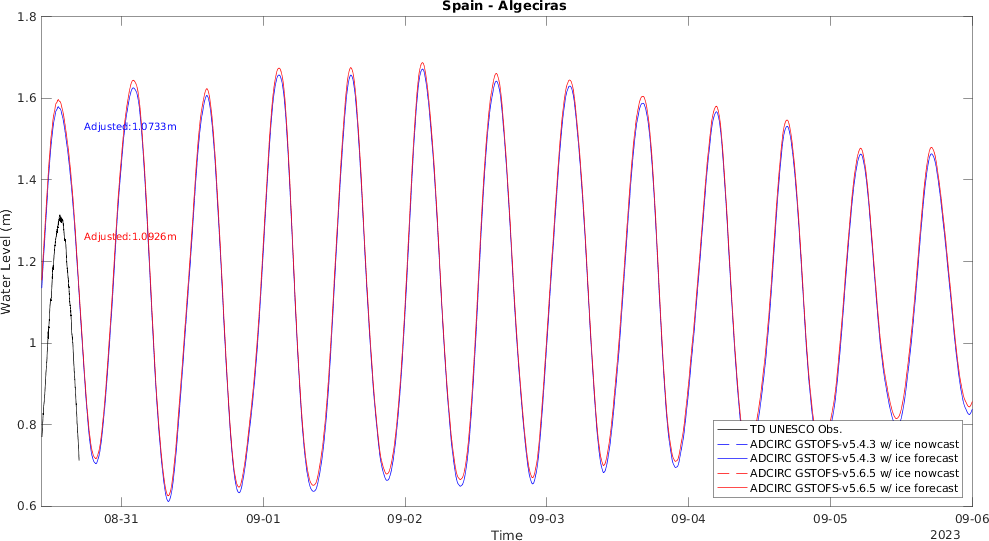 Spain - Algeciras
1.8
1.6
1.4
1.2
1
0.8
0.6
Water Level (m)
Adjusted:1.0733m
Adjusted:1.0926m
TD UNESCO Obs.
ADCIRC GSTOFS-v5.4.3 w/ ice nowcast
ADCIRC GSTOFS-v5.4.3 w/ ice forecast
ADCIRC GSTOFS-v5.6.5 w/ ice nowcast
ADCIRC GSTOFS-v5.6.5 w/ ice forecast
08-31 09-01 09-02 09-03 09-04 09-05 09-06
Time
2023